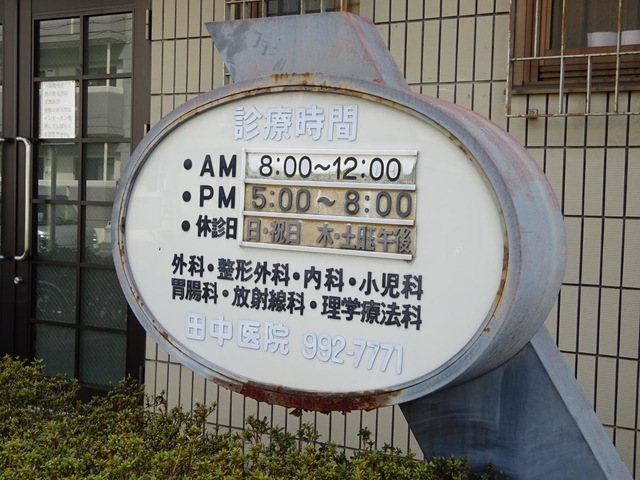 診療時間
•AM 8:00~12:00
•PM 5:00~8:00
•休診日 日・祝日 木・土旺午後
外科・整形外科・内科・小児科
胃腸科・放射線科・理学療法科
田中医院 992-7771